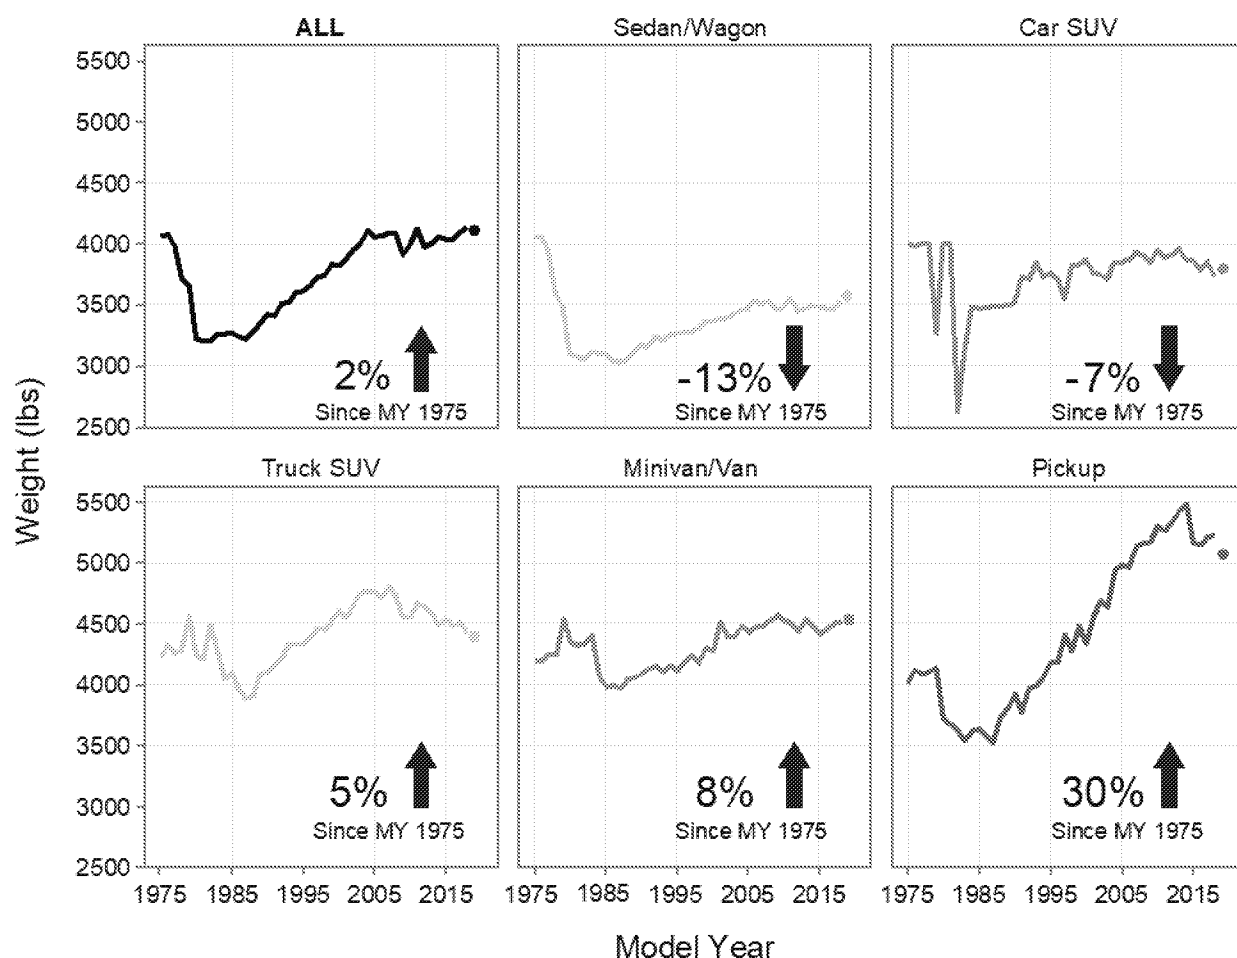 ALL
Sedan/Wagon
Car SUV
5500
5000
4500
4000
3500
3000
2500
2%
Since MY 1975
-13%
Since MY 1975
-7%
Since MY 1975
Weight (lbs)
Truck SUV
Minivan/Van
Pickup
5500
5000
4500
4000
3500
3000
2500
5%
Since MY 1975
8%
Since MY 1975
30%
Since MY 1975
1975 1985 1995 2005 2015
1975 1985 1995 2005 2015
1975 1985 1995 2005 2015
Model Year